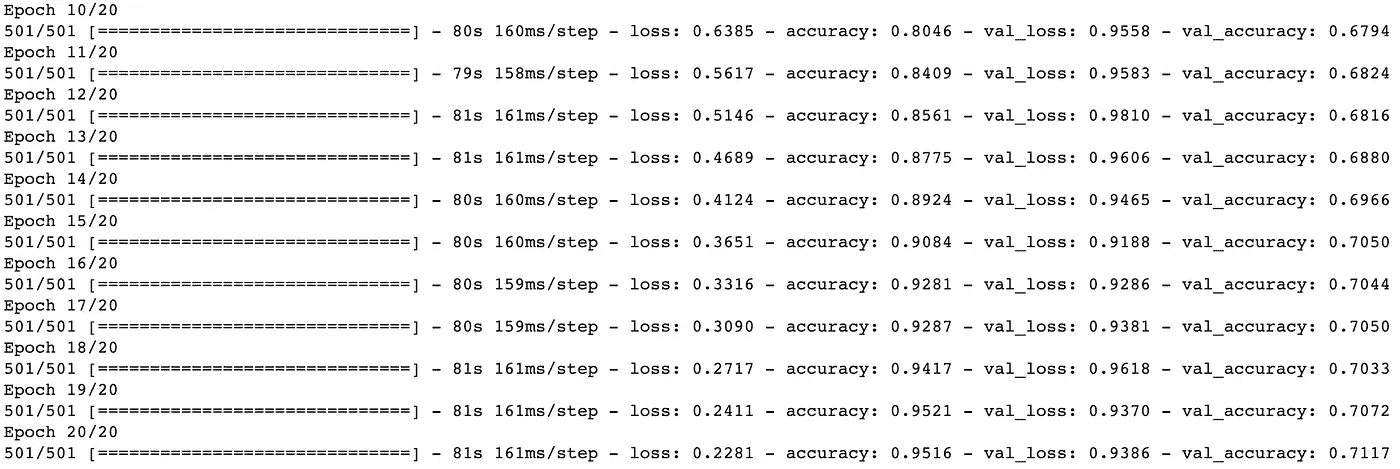 Epoch 10/20
501/501 [==============================] - 80s 160ms/step - loss: 0.6385 - accuracy: 0.8046 - val_loss: 0.9558 - val_accuracy: 0.6794
Epoch 11/20
501/501 [==============================] - 79s 158ms/step - loss: 0.5617 - accuracy: 0.8409 - val_loss: 0.9583 - val_accuracy: 0.6824
Epoch 12/20
501/501 [==============================] - 81s 161ms/step - loss: 0.5146 - accuracy: 0.8561 - val_loss: 0.9810 - val_accuracy: 0.6816
Epoch 13/20
501/501 [==============================] - 81s 161ms/step - loss: 0.4689 - accuracy: 0.8775 - val_loss: 0.9606 - val_accuracy: 0.6880
Epoch 14/20
501/501 [==============================] - 80s 160ms/step - loss: 0.4124 - accuracy: 0.8924 - val_loss: 0.9465 - val_accuracy: 0.6966
Epoch 15/20
501/501 [==============================] - 80s 160ms/step - loss: 0.3651 - accuracy: 0.9084 - val_loss: 0.9188 - val_accuracy: 0.7050
Epoch 16/20
501/501 [==============================] - 80s 159ms/step - loss: 0.3316 - accuracy: 0.9281 - val_loss: 0.9286 - val_accuracy: 0.7044
Epoch 17/20
501/501 [==============================] - 80s 159ms/step - loss: 0.3090 - accuracy: 0.9287 - val_loss: 0.9381 - val_accuracy: 0.7050
Epoch 18/20
501/501 [==============================] - 81s 161ms/step - loss: 0.2717 - accuracy: 0.9417 - val_loss: 0.9618 - val_accuracy: 0.7033
Epoch 19/20
501/501 [==============================] - 81s 161ms/step - loss: 0.2411 - accuracy: 0.9521 - val_loss: 0.9370 - val_accuracy: 0.7072
Epoch 20/20
501/501 [==============================] - 81s 161ms/step - loss: 0.2281 - accuracy: 0.9516 - val_loss: 0.9386 - val_accuracy: 0.7117